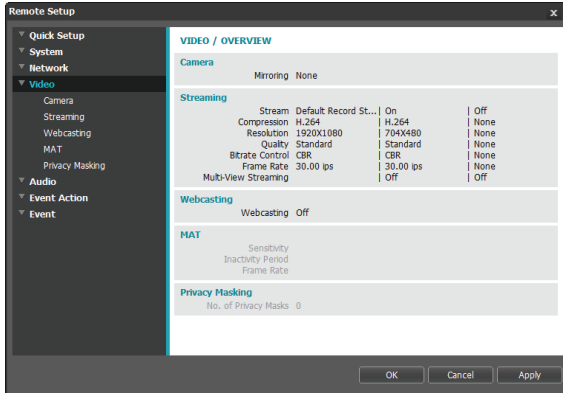 Remote Setup x
Quick Setup
System
Network
Video
Camera
Streaming
Webcasting
MAT
Privacy Masking
Audio
Event Action
Event
VIDEO / OVERVIEW
Camera
Mirroring None
Streaming
Stream Default Record St...| On | Off
Compression H.264 | H.264 | None
Resolution 1920X1080 | 704X480 | None
Quality Standard | Standard | None
Bitrate Control CBR | CBR | None
Frame Rate 30.00 ips | 30.00 ips | None
Multi-View Streaming | Off | Off
Webcasting
Webcasting Off
MAT
Sensitivity
Inactivity Period
Frame Rate
Privacy Masking
No. of Privacy Masks 0
OK Cancel Apply